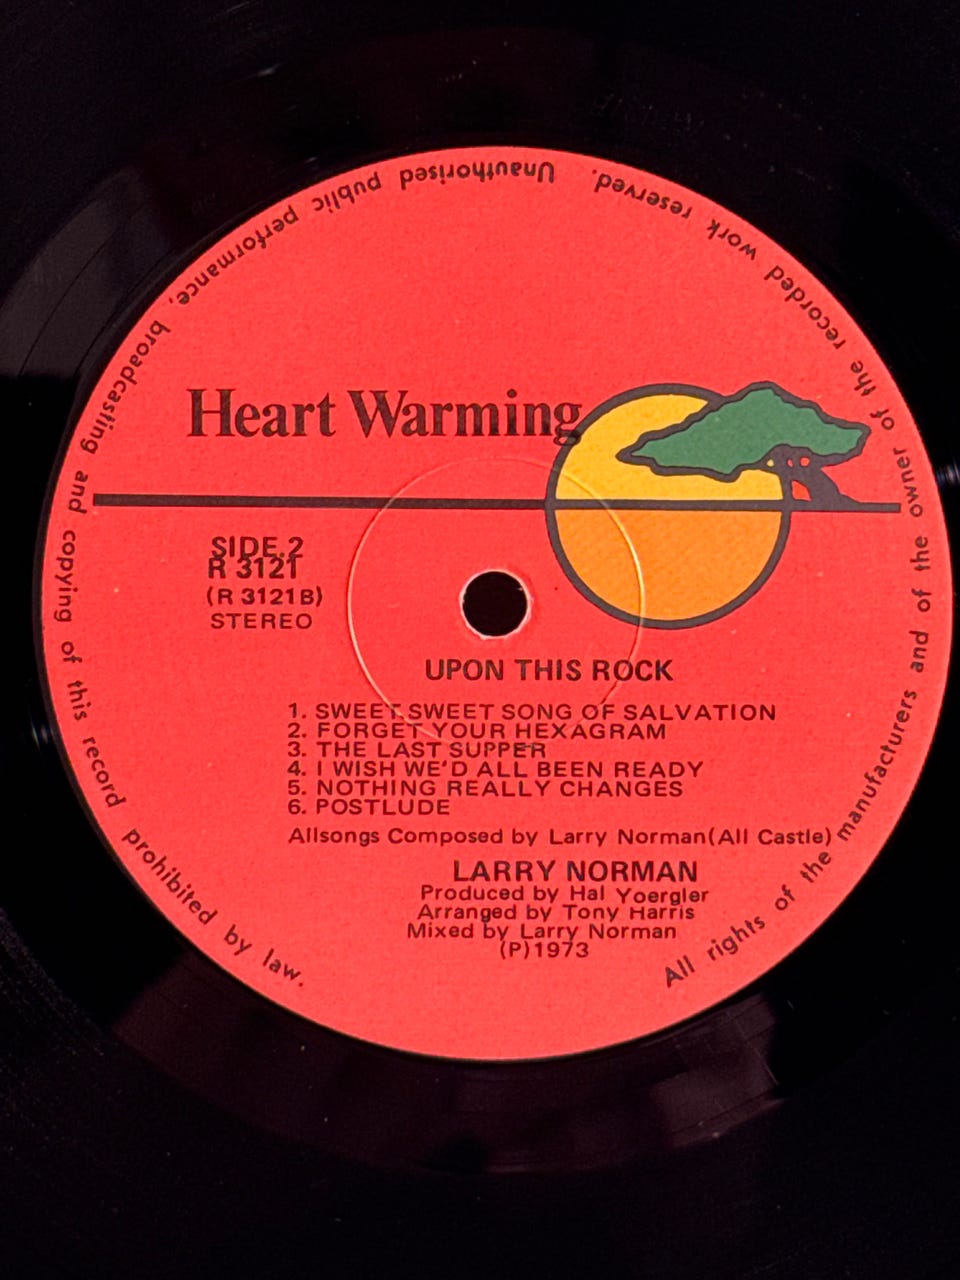 Heart Warming
SIDE.2
R 3121
(R 3121B)
STEREO
UPON THIS ROCK
1. SWEET SWEET SONG OF SALVATION
2. FORGET YOUR HEXAGRAM
3. THE LAST SUPPER
4. I WISH WE'D ALL BEEN READY
5. NOTHING REALLY CHANGES
6. POSTLUDE
Allsongs Composed by Larry Norman(All Castle)
LARRY NORMAN
Produced by Hal Yoergler
Arranged by Tony Harris
Mixed by Larry Norman
(P)1973
All rights of the manufacturers and of the owner of the recorded work reserved. Unauthorised public performance, broadcasting and copying of this record prohibited by law.